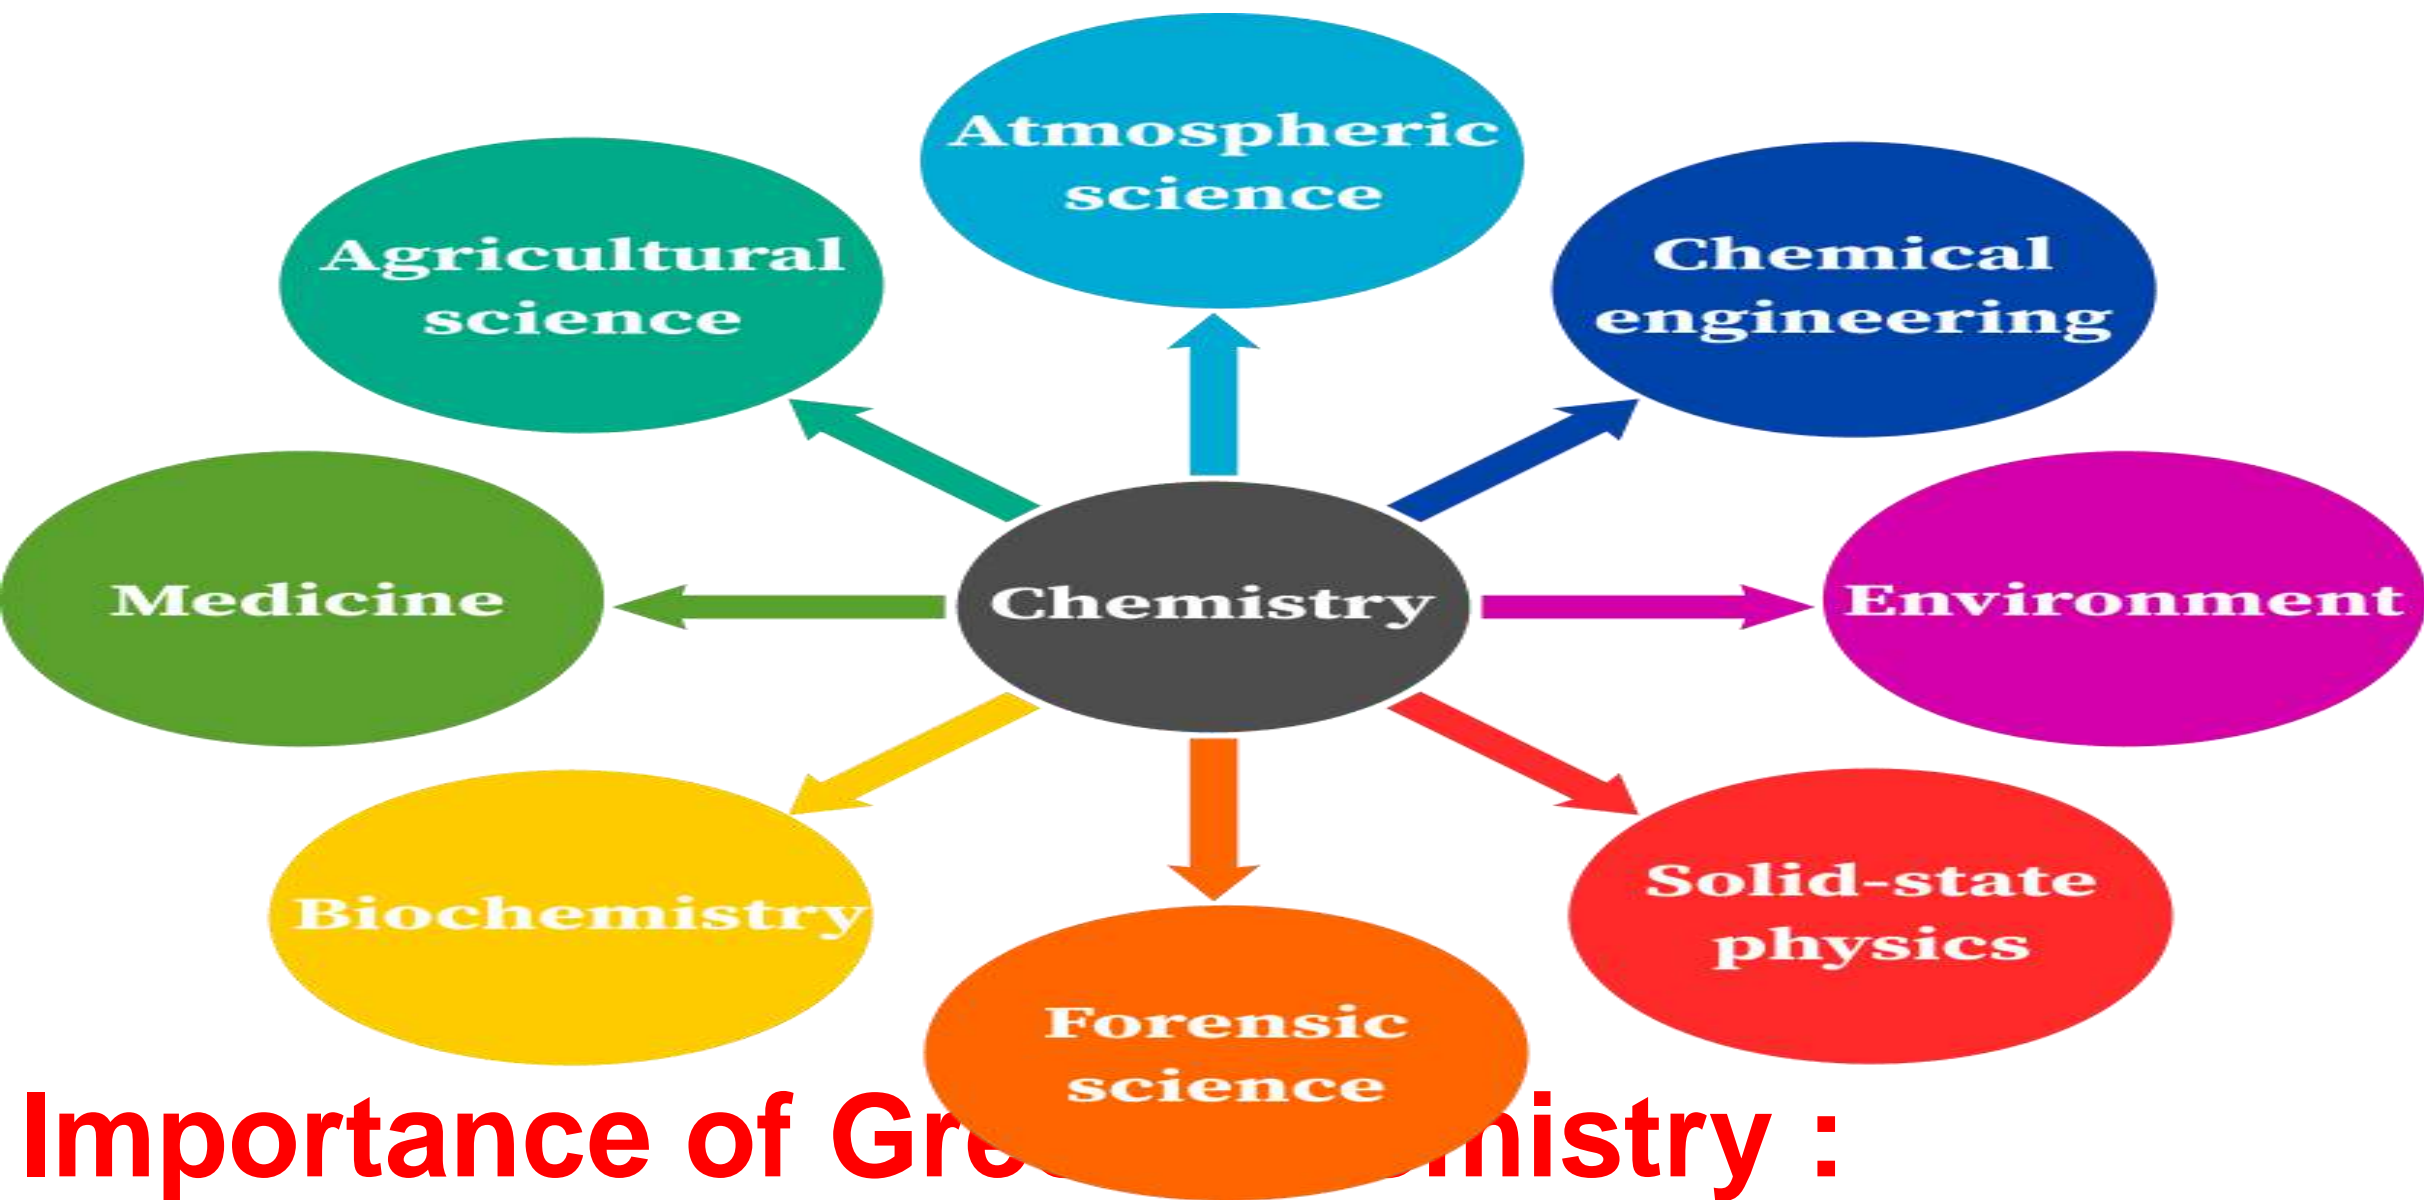 Atmospheric
science
Agricultural
science
Chemical
engineering
Medicine
Chemistry
Environment
Biochemistry
Solid-state
physics
Forensic
science
Importance of